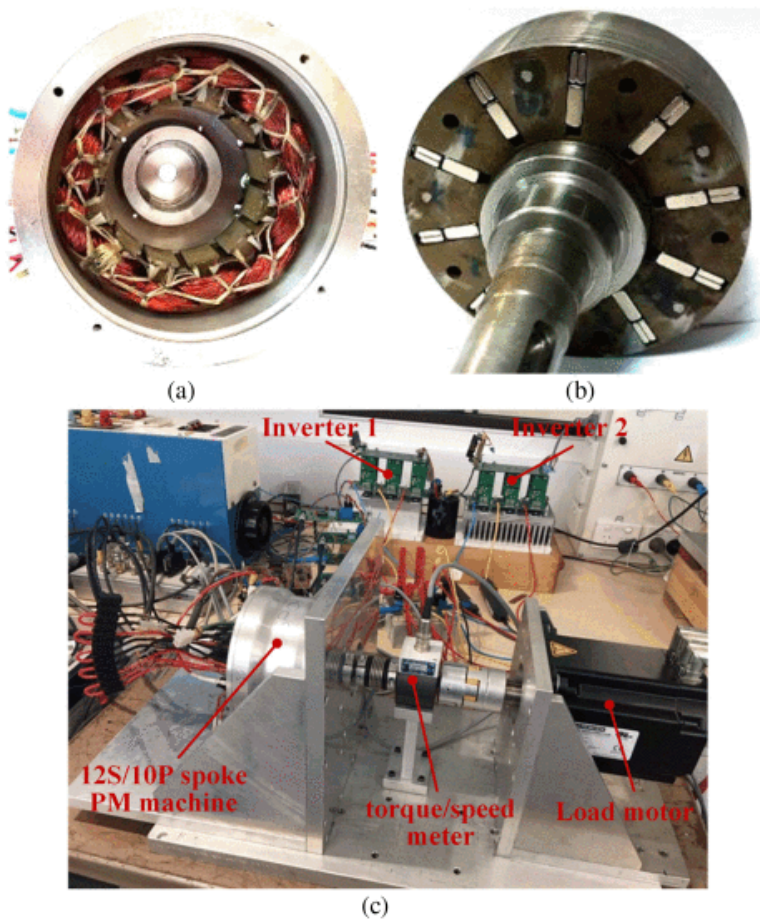 (a)
(b)
Inverter 1
Inverter 2
12S/10P spoke
PM machine
torque/speed
meter
Load motor
(c)